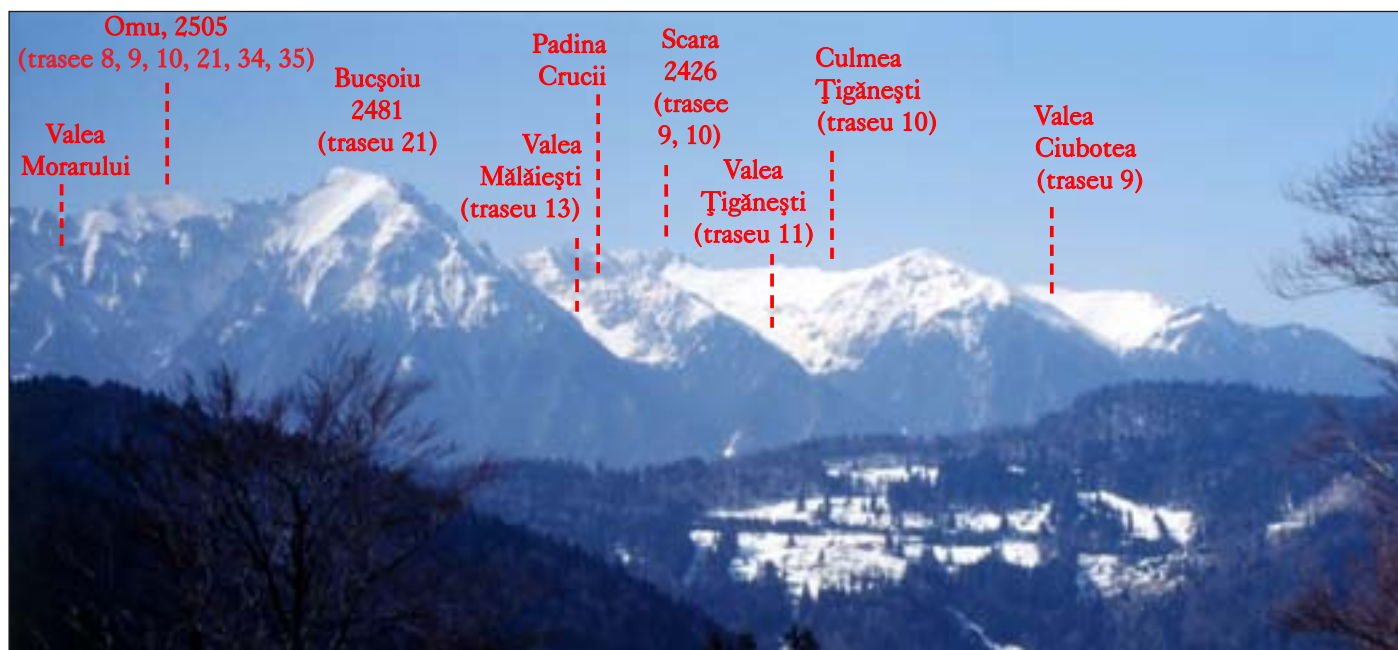 Omu, 2505
(trasee 8, 9, 10, 21, 34, 35)
Valea
Morarului
Bucşoiu
2481
(traseu 21)
Valea
Mălăieşti
(traseu 13)
Padina
Crucii
Scara
2426
(trasee
9, 10)
Valea
Ţigăneşti
(traseu 11)
Culmea
Ţigăneşti
(traseu 10)
Valea
Ciubotea
(traseu 9)